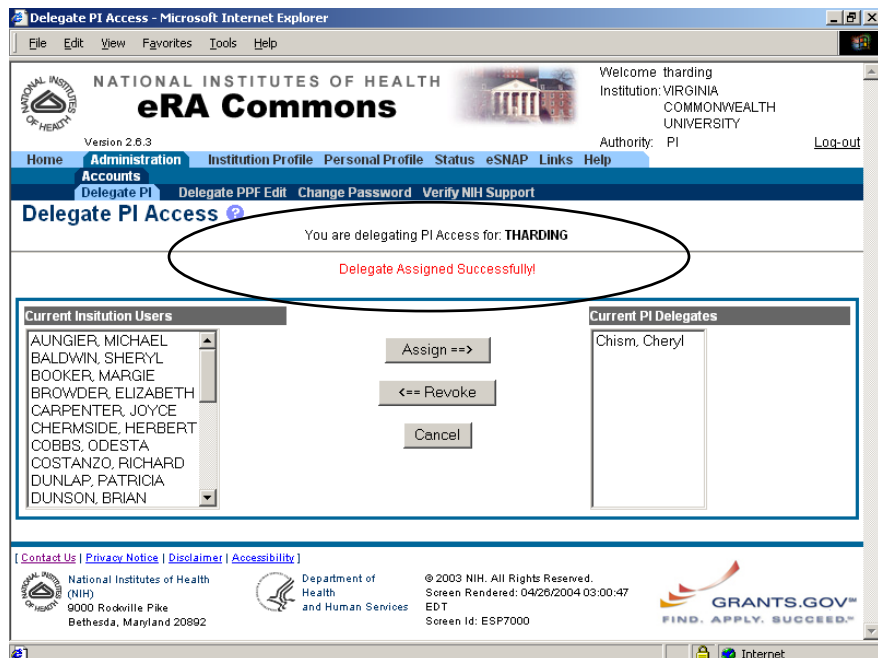 Delegate PI Access - Microsoft Internet Explorer
File Edit View Favorites Tools Help
NATIONAL INSTITUTES OF HEALTH
eRA Commons
Version 2.6.3
NATIONAL INSTITUTES OF HEALTH
Welcome tharding
Institution: VIRGINIA
COMMONWEALTH
UNIVERSITY
Authority: PI
Log-out
Home Administration Institution Profile Personal Profile Status eSNAP Links Help
Accounts
Delegate PI Delegate PPF Edit Change Password Verify NIH Support
Delegate PI Access ?
You are delegating PI Access for: THARDING
Delegate Assigned Successfully!
Current Insitution Users
AUNGIER, MICHAEL
BALDWIN, SHERYL
BOOKER, MARGIE
BROWDER, ELIZABETH
CARPENTER, JOYCE
CHERMSIDE, HERBERT
COBBS, ODESTA
COSTANZO, RICHARD
DUNLAP, PATRICIA
DUNSON, BRIAN
Assign ==>
<== Revoke
Cancel
Current PI Delegates
Chism, Cheryl
[ Contact Us | Privacy Notice | Disclaimer | Accessibility ]
National Institutes of Health
(NIH)
9000 Rockville Pike
Bethesda, Maryland 20892
Department of
Health
and Human Services
© 2003 NIH. All Rights Reserved.
Screen Rendered: 04/26/2004 03:00:47
EDT
Screen Id: ESP7000
GRANTS.GOV℠
FIND. APPLY. SUCCEED.℠
Internet